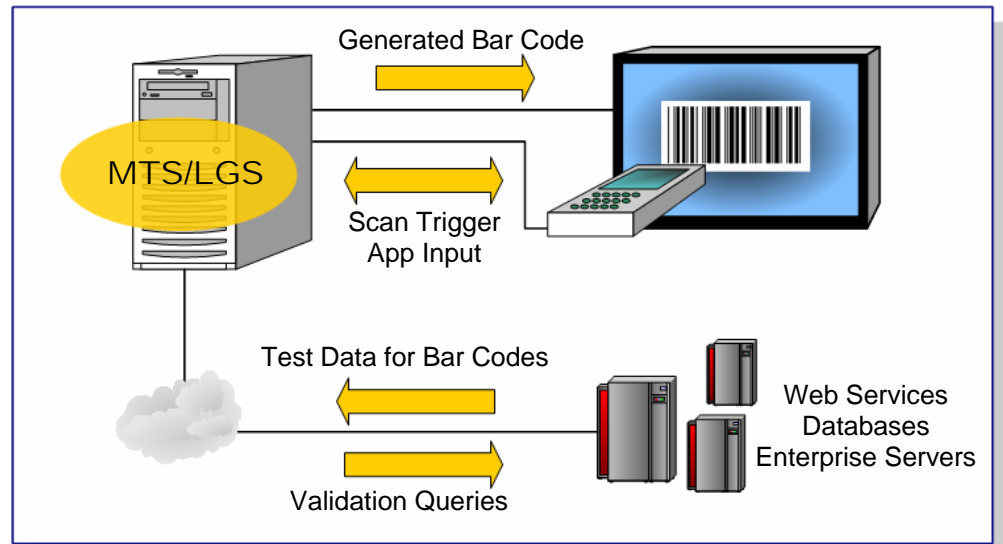 Generated Bar Code
MTS/LGS
Scan Trigger
App Input
Test Data for Bar Codes
Web Services
Databases
Enterprise Servers
Validation Queries